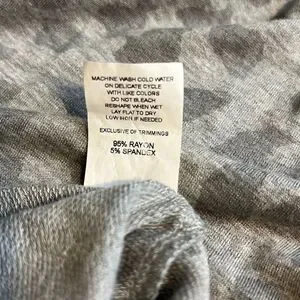 MACHINE WASH COLD WATER
ON DELICATE CYCLE
WITH LIKE COLORS
DO NOT BLEACH
RESHAPE WHEN WET
LAY FLAT TO DRY
LOW IRON IF NEEDED
EXCLUSIVE OF TRIMMINGS
95% RAYON
5% SPANDEX